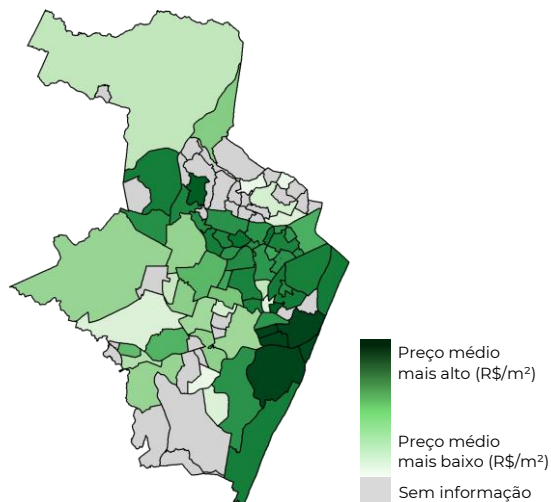 Preço médio
mais alto (R$/m²)
Preço médio
mais baixo (R$/m²)
Sem informação